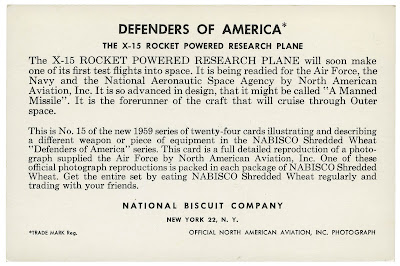 DEFENDERS OF AMERICA*
THE X-15 ROCKET POWERED RESEARCH PLANE
The X-15 ROCKET POWERED RESEARCH PLANE will soon make
one of its first test flights into space. It is being readied for the Air Force, the
Navy and the National Aeronautic Space Agency by North American
Aviation, Inc. It is so advanced in design, that it might be called "A Manned
Missile". It is the forerunner of the craft that will cruise through Outer
space.
This is No. 15 of the new 1959 series of twenty-four cards illustrating and describing
a different weapon or piece of equipment in the NABISCO Shredded Wheat
"Defenders of America" series. This card is a full detailed reproduction of a photo-
graph supplied the Air Force by North American Aviation, Inc. One of these
official photograph reproductions is packed in each package of NABISCO Shredded
Wheat. Get the entire set by eating NABISCO Shredded Wheat regularly and
trading with your friends.
NATIONAL BISCUIT COMPANY
NEW YORK 22, N. Y.
*TRADE MARK Reg. OFFICIAL NORTH AMERICAN AVIATION, INC. PHOTOGRAPH